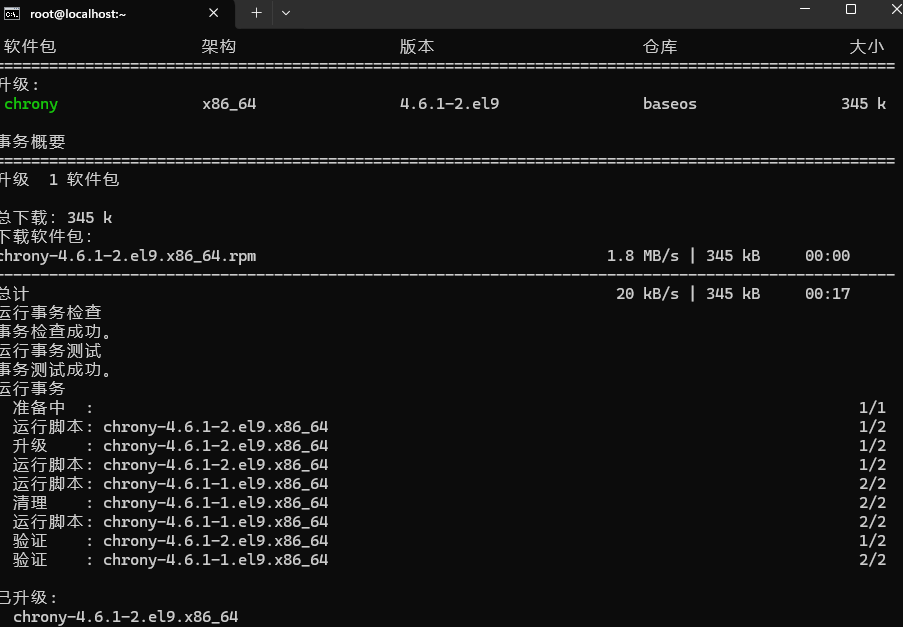 root@localhost:~
软件包 架构 版本 仓库 大小
================================================================================
升级:
chrony x86_64 4.6.1-2.el9 baseos 345 k
事务概要
================================================================================
升级 1 软件包
总下载: 345 k
下载软件包:
chrony-4.6.1-2.el9.x86_64.rpm 1.8 MB/s | 345 kB 00:00
--------------------------------------------------------------------------------
总计 20 kB/s | 345 kB 00:17
运行事务检查
事务检查成功。
运行事务测试
事务测试成功。
运行事务
准备中 : 1/1
运行脚本: chrony-4.6.1-2.el9.x86_64 1/2
升级 : chrony-4.6.1-2.el9.x86_64 1/2
运行脚本: chrony-4.6.1-2.el9.x86_64 1/2
运行脚本: chrony-4.6.1-1.el9.x86_64 2/2
清理 : chrony-4.6.1-1.el9.x86_64 2/2
运行脚本: chrony-4.6.1-1.el9.x86_64 2/2
验证 : chrony-4.6.1-2.el9.x86_64 1/2
验证 : chrony-4.6.1-1.el9.x86_64 2/2
已升级:
chrony-4.6.1-2.el9.x86_64